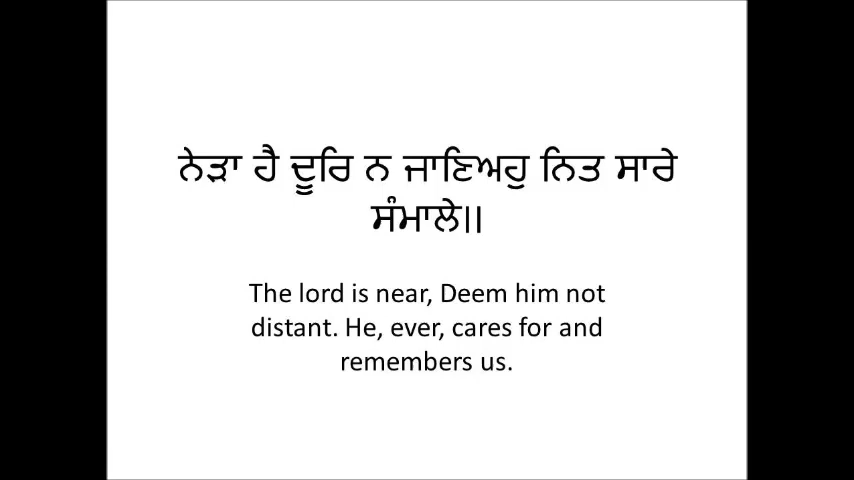 ਨੇੜਾ ਹੈ ਦੂਰਿ ਨ ਜਾਣਿਅਹੁ ਨਿਤ ਸਾਰੇ
ਸੰਮਾਲੇ॥
The lord is near, Deem him not
distant. He, ever, cares for and
remembers us.